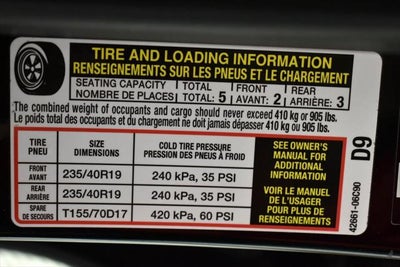 TIRE AND LOADING INFORMATION
RENSEIGNEMENTS SUR LES PNEUS ET LE CHARGEMENT
SEATING CAPACITY | TOTAL | FRONT | REAR
NOMBRE DE PLACES | TOTAL: 5 | AVANT: 2 | ARRIÈRE: 3
The combined weight of occupants and cargo should never exceed 410 kg or 905 lbs.
Le poids total des occupants et du chargement ne doit jamais dépasser 410 kg ou 905 lbs.
TIRE PNEU | SIZE DIMENSIONS | COLD TIRE PRESSURE PRESSION DES PNEUS À FROID
FRONT AVANT | 235/40R19 | 240 kPa, 35 PSI
REAR ARRIÈRE | 235/40R19 | 240 kPa, 35 PSI
SPARE DE SECOURS | T155/70D17 | 420 kPa, 60 PSI
SEE OWNER'S
MANUAL FOR
ADDITIONAL
INFORMATION
VOIR LE MANUEL
DE L'USAGER
POUR PLUS DE
RENSEIGNEMENTS
D9
42661-06C90